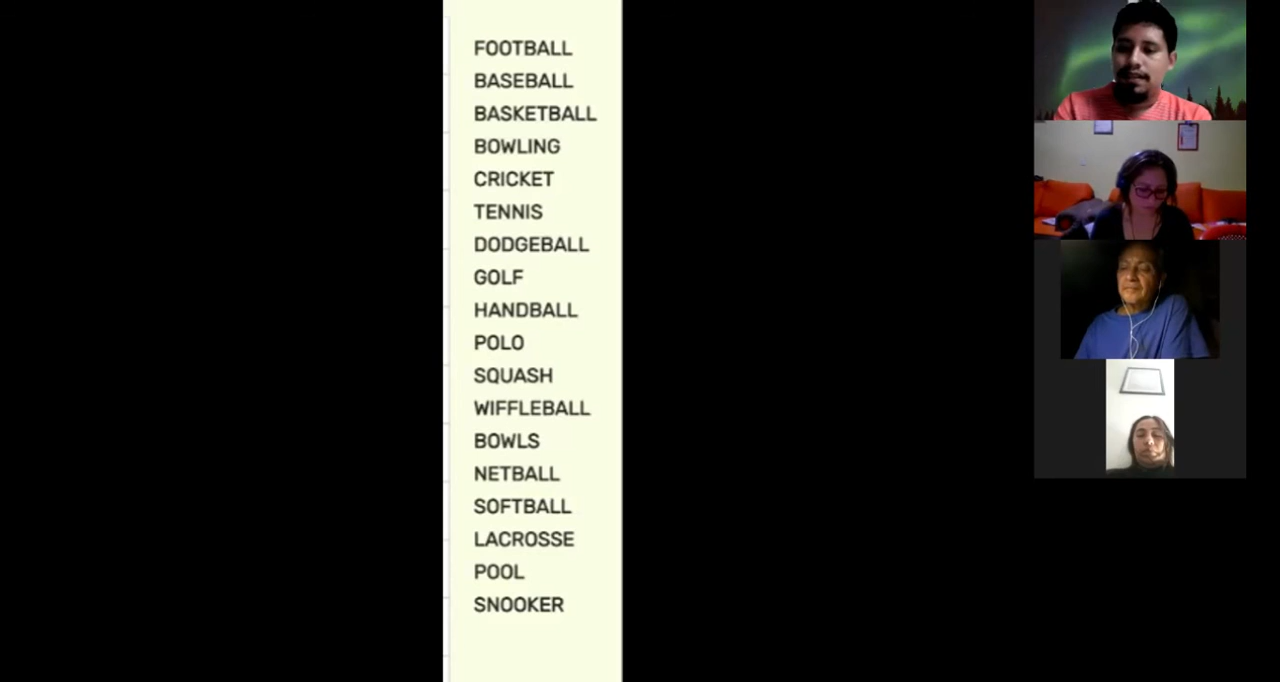 FOOTBALL
BASEBALL
BASKETBALL
BOWLING
CRICKET
TENNIS
DODGEBALL
GOLF
HANDBALL
POLO
SQUASH
WIFFLEBALL
BOWLS
NETBALL
SOFTBALL
LACROSSE
POOL
SNOOKER